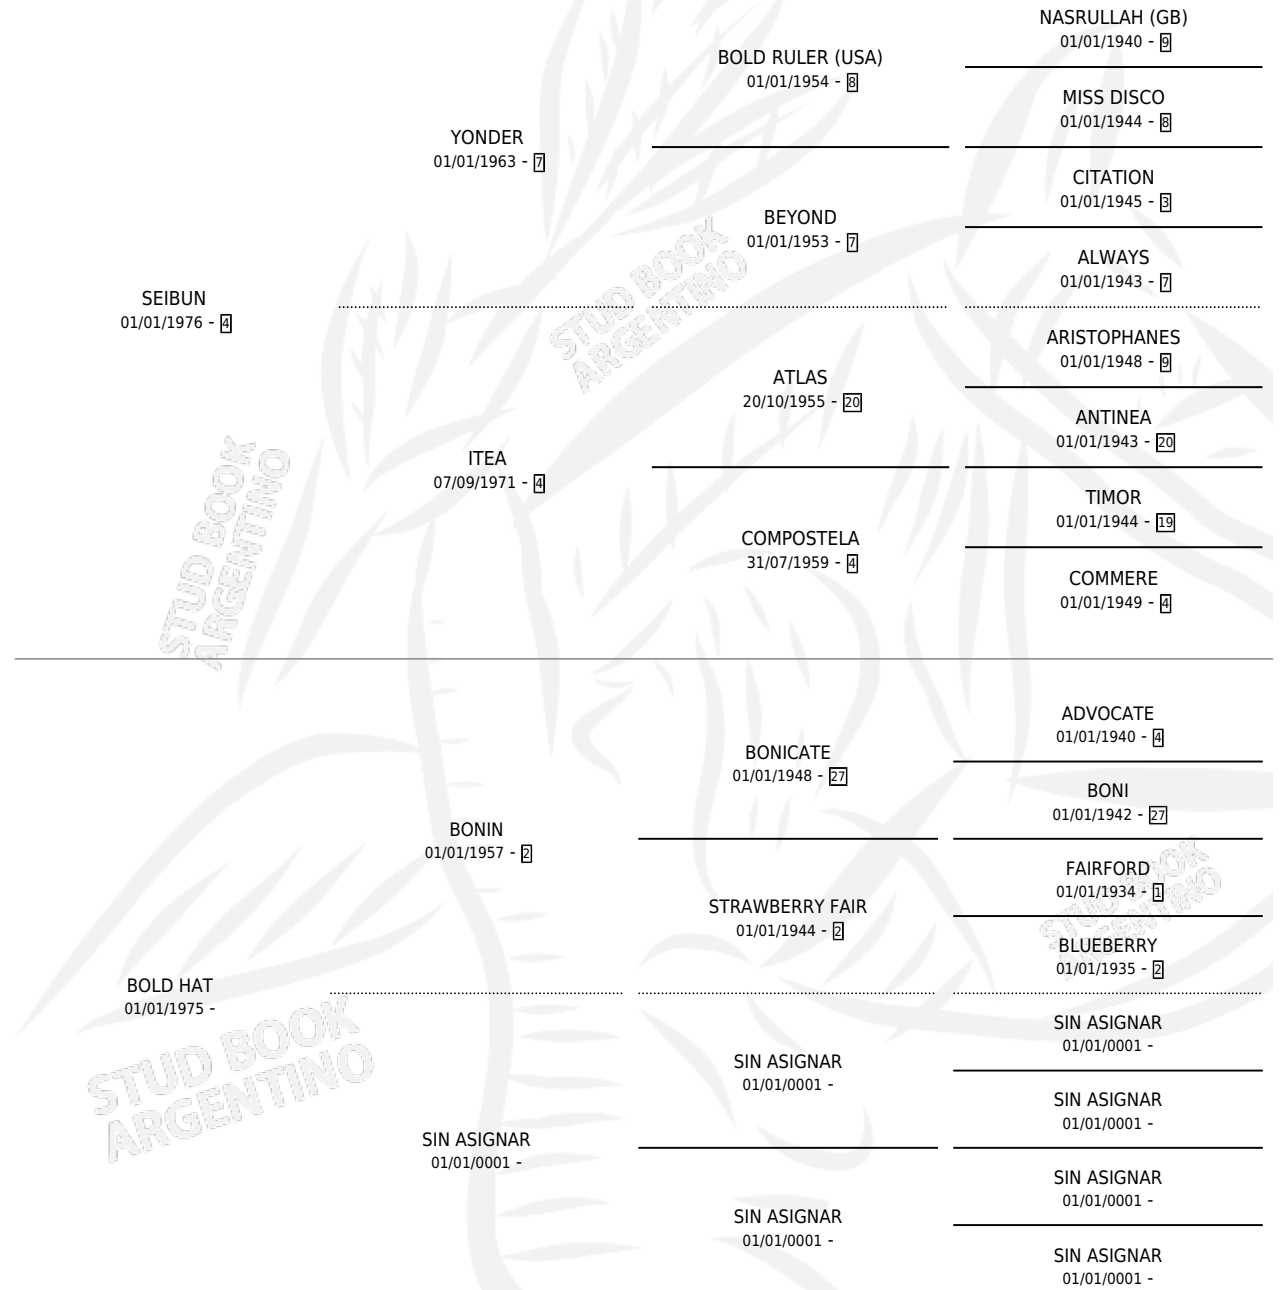 NASRULLAH (GB)
01/01/1940 - 9
BOLD RULER (USA)
01/01/1954 - 8
MISS DISCO
01/01/1944 - 8
YONDER
01/01/1963 - 7
CITATION
01/01/1945 - 3
BEYOND
01/01/1953 - 7
ALWAYS
01/01/1943 - 7
SEIBUN
01/01/1976 - 4
ARISTOPHANES
01/01/1948 - 9
ATLAS
20/10/1955 - 20
ANTINEA
01/01/1943 - 20
ITEA
07/09/1971 - 4
TIMOR
01/01/1944 - 19
COMPOSTELA
31/07/1959 - 4
COMMERE
01/01/1949 - 4
ADVOCATE
01/01/1940 - 4
BONICATE
01/01/1948 - 27
BONI
01/01/1942 - 27
BONIN
01/01/1957 - 2
FAIRFORD
01/01/1934 - 1
STRAWBERRY FAIR
01/01/1944 - 2
BLUEBERRY
01/01/1935 - 2
BOLD HAT
01/01/1975 -
SIN ASIGNAR
01/01/0001 -
SIN ASIGNAR
01/01/0001 -
SIN ASIGNAR
01/01/0001 -
SIN ASIGNAR
01/01/0001 -
SIN ASIGNAR
01/01/0001 -
SIN ASIGNAR
01/01/0001 -
SIN ASIGNAR
01/01/0001 -
STUD BOOK
ARGENTINO
STUD BOOK
ARGENTINO
STUD BOOK
ARGENTINO
STUD BOOK
ARGENTINO